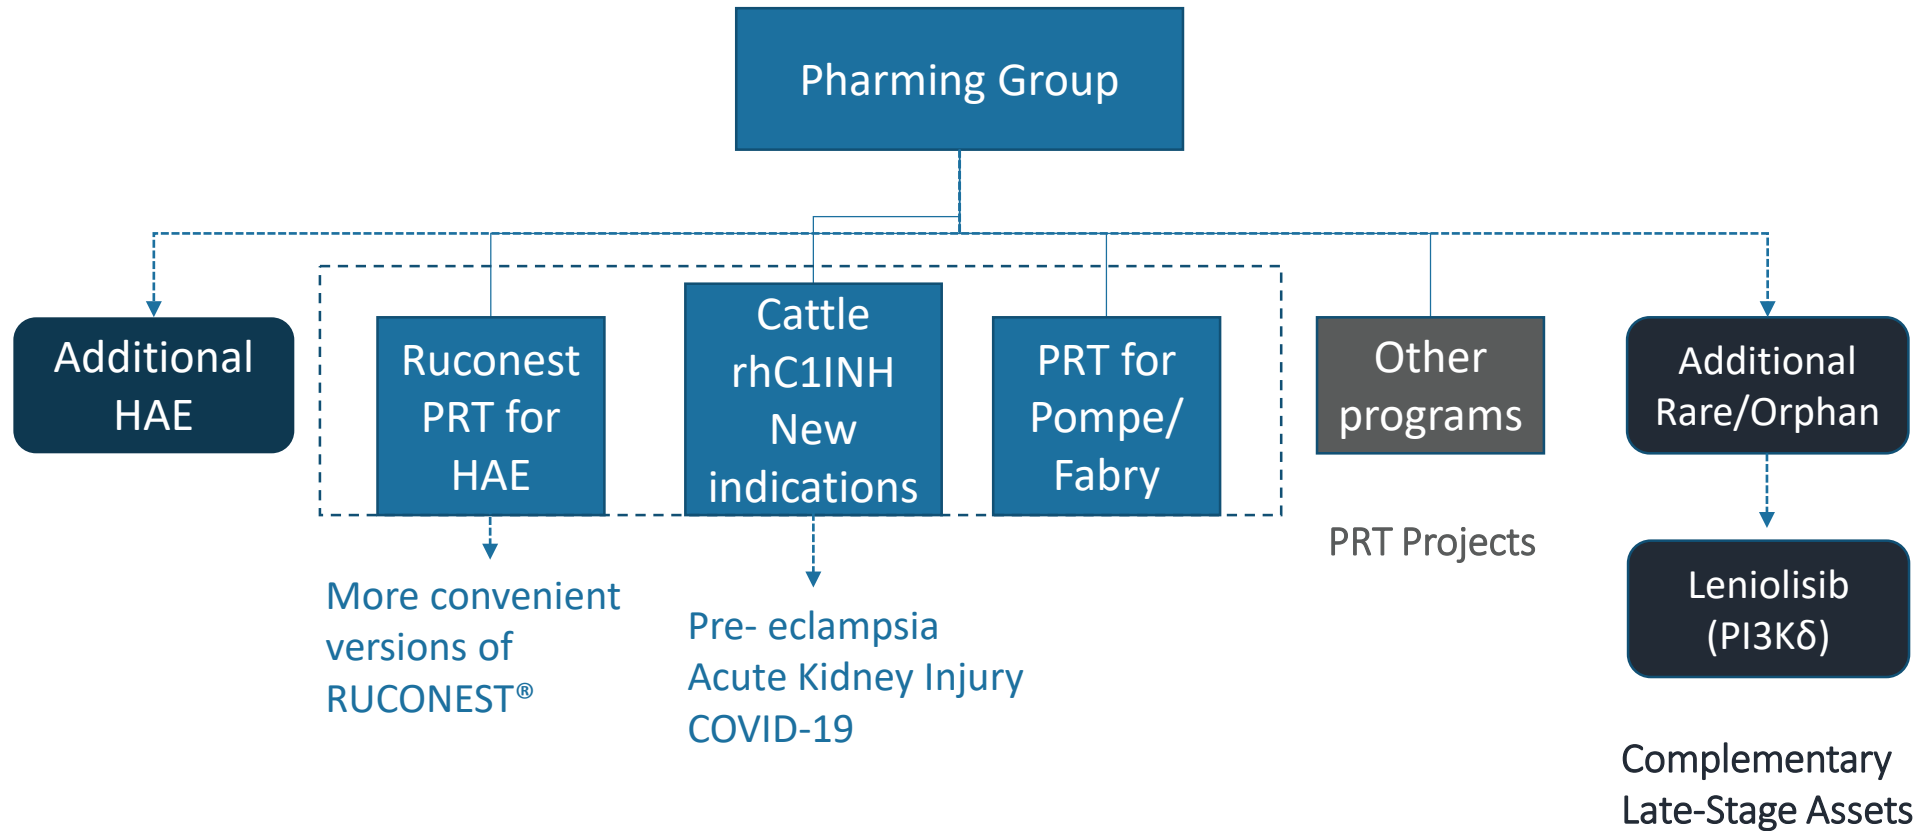 Pharming Group
Additional
HAE
Ruconest
PRT for
HAE
Cattle
rhC1INH
New
indications
PRT for
Pompe/
Fabry
Other
programs
Additional
Rare/Orphan
PRT Projects
Leniolisib
(PI3Kδ)
More convenient
versions of
RUCONEST®
Pre- eclampsia
Acute Kidney Injury
COVID-19
Complementary
Late-Stage Assets